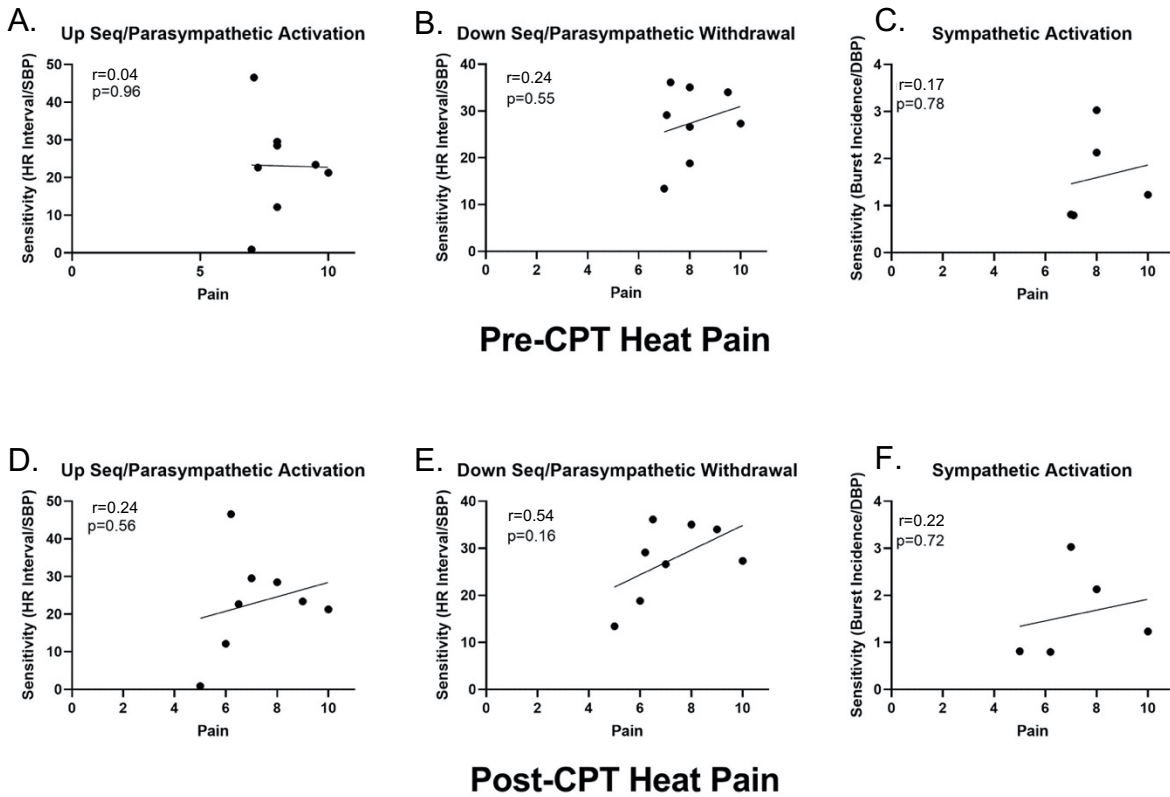 A.
Up Seq/Parasympathetic Activation
Sensitivity (HR Interval/SBP)
50
40
30
20
10
0
r=0.04
p=0.96
0
5
10
Pain
B.
Down Seq/Parasympathetic Withdrawal
Sensitivity (HR Interval/SBP)
40
30
20
10
0
r=0.24
p=0.55
0 2 4 6 8 10
Pain
C.
Sympathetic Activation
Sensitivity (Burst Incidence/DBP)
4
3
2
1
0
r=0.17
p=0.78
0 2 4 6 8 10
Pain
Pre-CPT Heat Pain
D.
Up Seq/Parasympathetic Activation
Sensitivity (HR Interval/SBP)
50
40
30
20
10
0
r=0.24
p=0.56
0 2 4 6 8 10
Pain
E.
Down Seq/Parasympathetic Withdrawal
Sensitivity (HR Interval/SBP)
40
30
20
10
0
r=0.54
p=0.16
0 2 4 6 8 10
Pain
F.
Sympathetic Activation
Sensitivity (Burst Incidence/DBP)
4
3
2
1
0
r=0.22
p=0.72
0 2 4 6 8 10
Pain
Post-CPT Heat Pain